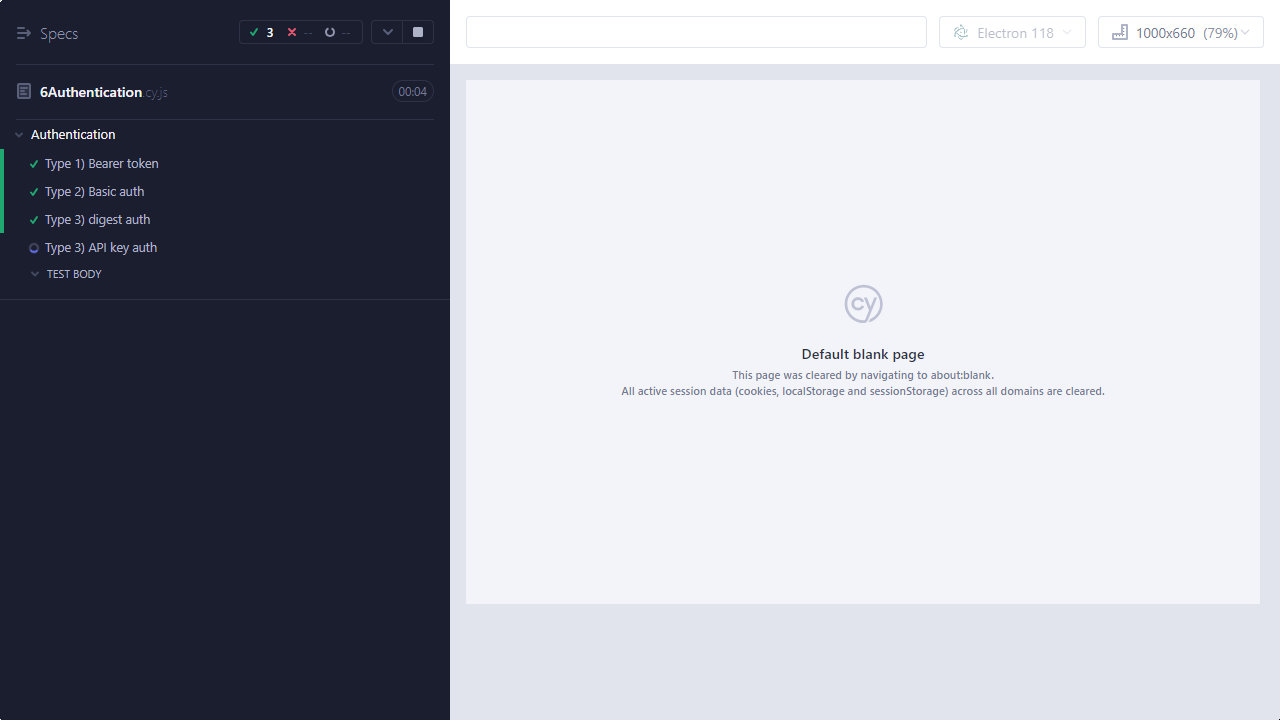 Specs
3 -- --
6Authentication.cy.js
00:04
Authentication
Type 1) Bearer token
Type 2) Basic auth
Type 3) digest auth
Type 3) API key auth
TEST BODY
Electron 118
1000x660 (79%)
cy
Default blank page
This page was cleared by navigating to about:blank.
All active session data (cookies, localStorage and sessionStorage) across all domains are cleared.